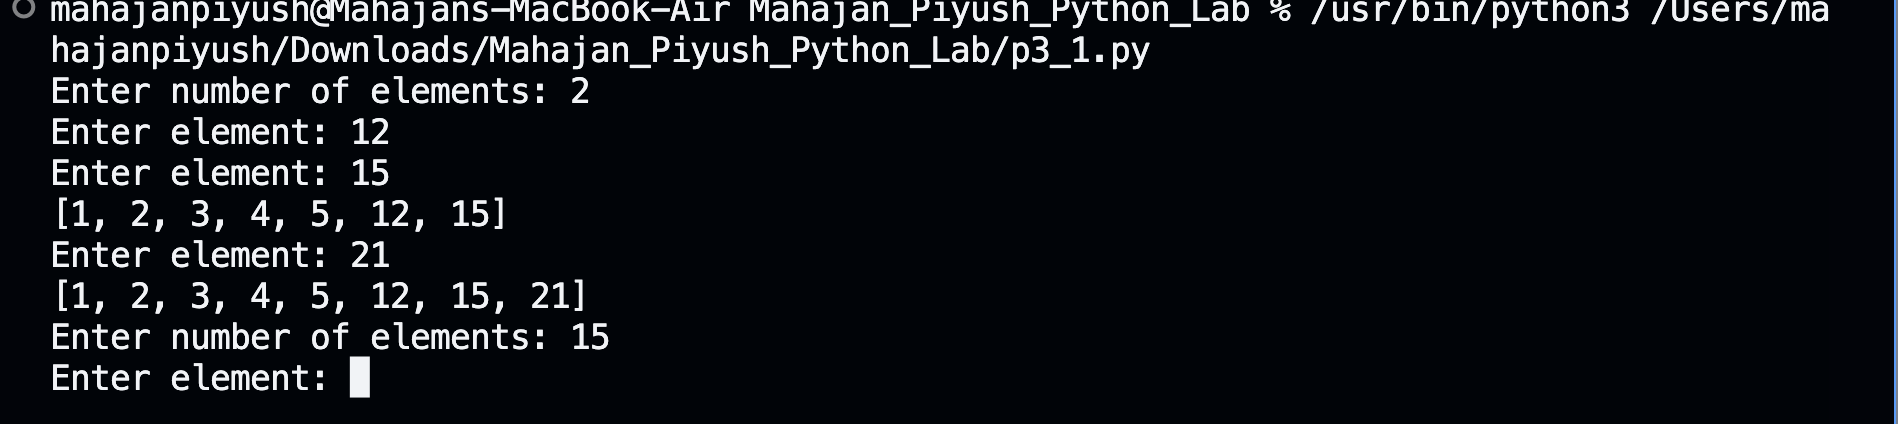 mahajanpiyush@Mahajans-MacBook-Air Mahajan_Piyush_Python_Lab % /usr/bin/python3 /Users/ma
hajanpiyush/Downloads/Mahajan_Piyush_Python_Lab/p3_1.py
Enter number of elements: 2
Enter element: 12
Enter element: 15
[1, 2, 3, 4, 5, 12, 15]
Enter element: 21
[1, 2, 3, 4, 5, 12, 15, 21]
Enter number of elements: 15
Enter element: